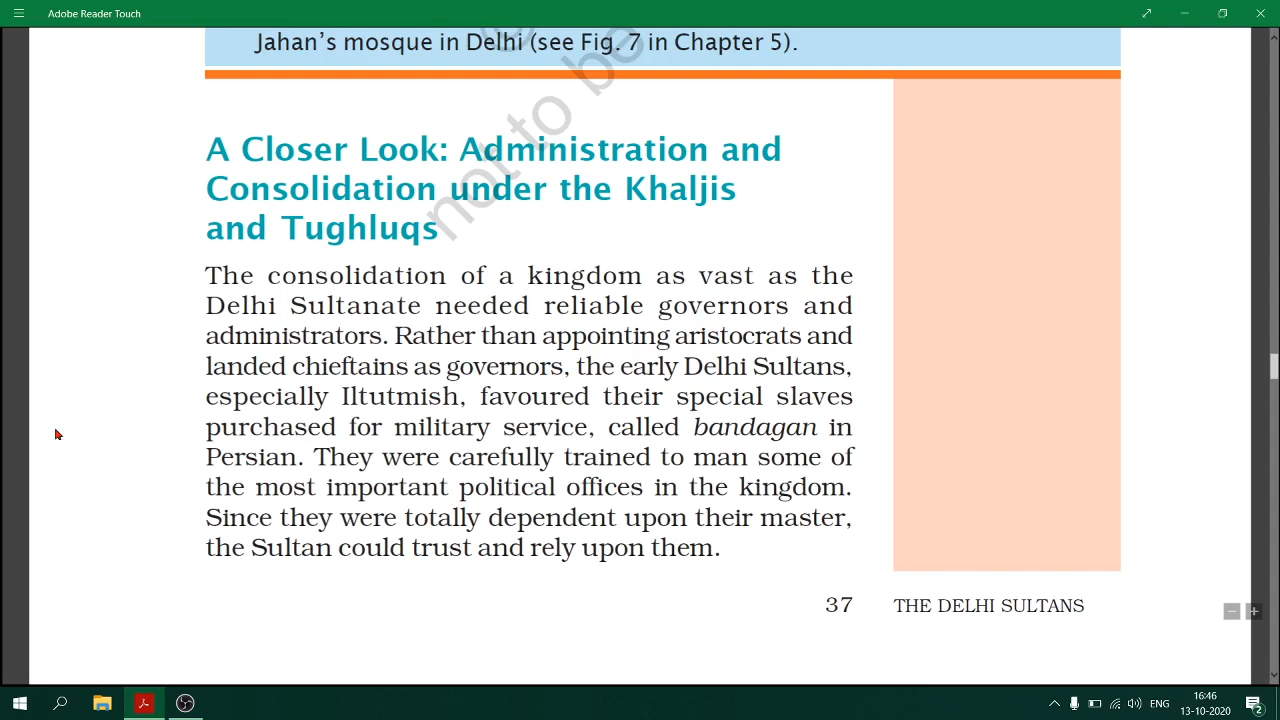 Adobe Reader Touch
Jahan's mosque in Delhi (see Fig. 7 in Chapter 5).
not to be
A Closer Look: Administration and
Consolidation under the Khaljis
and Tughluqs
The consolidation of a kingdom as vast as the
Delhi Sultanate needed reliable governors and
administrators. Rather than appointing aristocrats and
landed chieftains as governors, the early Delhi Sultans,
especially Iltutmish, favoured their special slaves
purchased for military service, called bandagan in
Persian. They were carefully trained to man some of
the most important political offices in the kingdom.
Since they were totally dependent upon their master,
the Sultan could trust and rely upon them.
37 THE DELHI SULTANS
ENG
16:46
13-10-2020
2